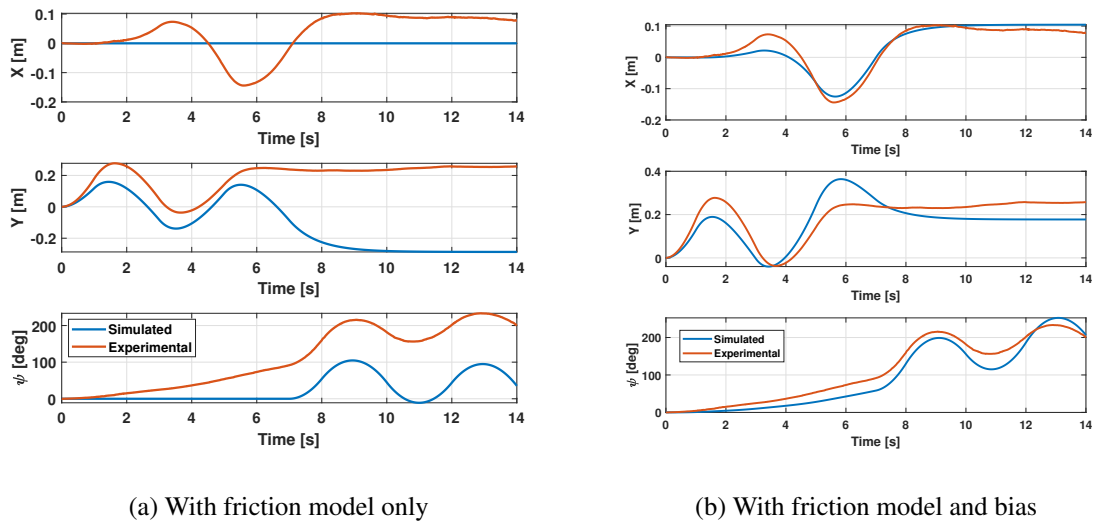 0.1
0
-0.1
-0.2
X [m]
0 2 4 6 8 10 12 14
Time [s]
0.2
0
-0.2
Y [m]
0 2 4 6 8 10 12 14
Time [s]
200
100
0
ψ [deg]
Simulated
Experimental
0 2 4 6 8 10 12 14
Time [s]
(a) With friction model only
0.1
0
-0.1
-0.2
X [m]
0 2 4 6 8 10 12 14
Time [s]
0.4
0.2
0
Y [m]
0 2 4 6 8 10 12 14
Time [s]
200
100
0
ψ [deg]
Simulated
Experimental
0 2 4 6 8 10 12 14
Time [s]
(b) With friction model and bias